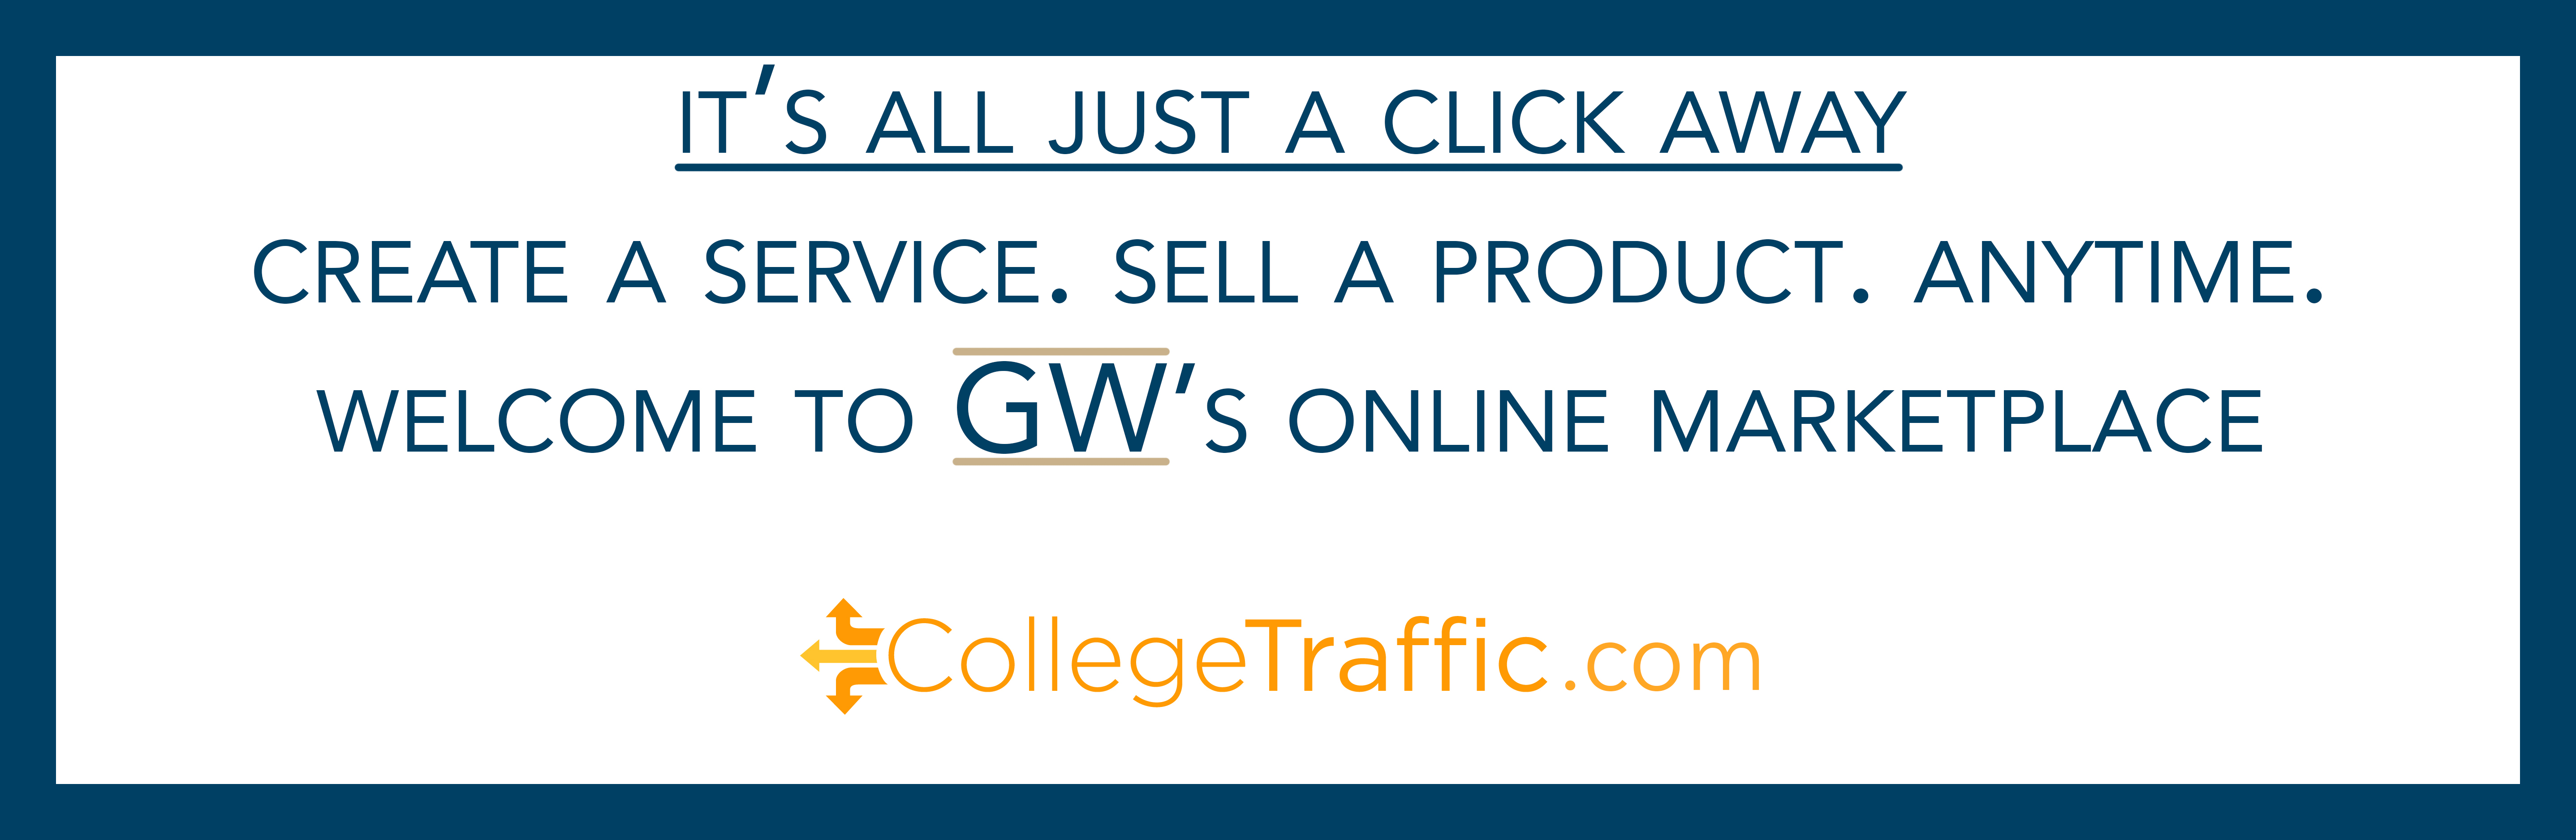 IT'S ALL JUST A CLICK AWAY
CREATE A SERVICE. SELL A PRODUCT. ANYTIME.
WELCOME TO GW'S ONLINE MARKETPLACE
CollegeTraffic.com